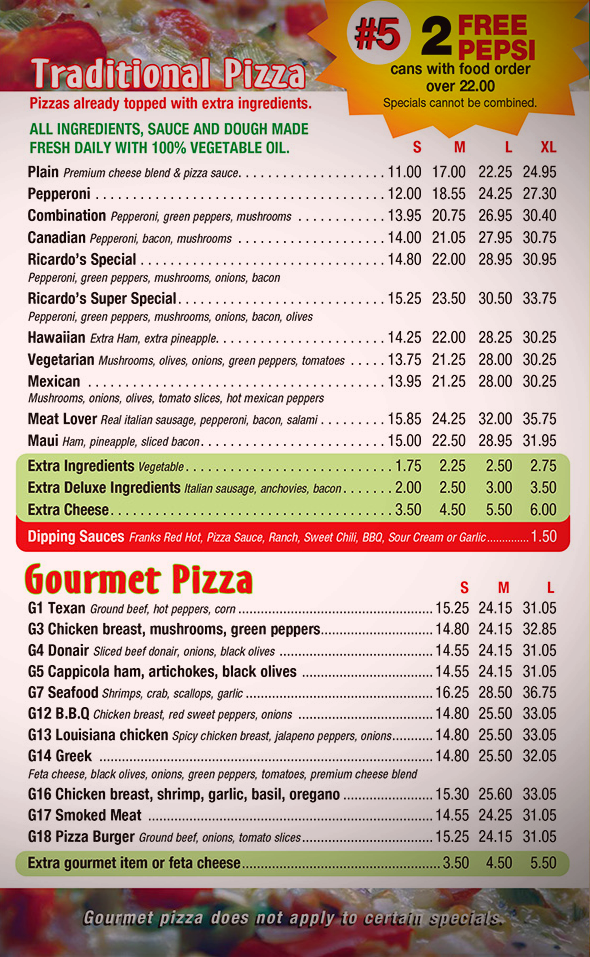 #5
2 FREE
PEPSI
cans with food order
over 22.00
Specials cannot be combined.
Traditional Pizza
Pizzas already topped with extra ingredients.
ALL INGREDIENTS, SAUCE AND DOUGH MADE
FRESH DAILY WITH 100% VEGETABLE OIL.
S M L XL
Plain Premium cheese blend & pizza sauce. 11.00 17.00 22.25 24.95
Pepperoni 12.00 18.55 24.25 27.30
Combination Pepperoni, green peppers, mushrooms 13.95 20.75 26.95 30.40
Canadian Pepperoni, bacon, mushrooms 14.00 21.05 27.95 30.75
Ricardo's Special 14.80 22.00 28.95 30.95
Pepperoni, green peppers, mushrooms, onions, bacon
Ricardo's Super Special 15.25 23.50 30.50 33.75
Pepperoni, green peppers, mushrooms, onions, bacon, olives
Hawaiian Extra Ham, extra pineapple. 14.25 22.00 28.25 30.25
Vegetarian Mushrooms, olives, onions, green peppers, tomatoes 13.75 21.25 28.00 30.25
Mexican 13.95 21.25 28.00 30.25
Mushrooms, onions, olives, tomato slices, hot mexican peppers
Meat Lover Real italian sausage, pepperoni, bacon, salami 15.85 24.25 32.00 35.75
Maui Ham, pineapple, sliced bacon 15.00 22.50 28.95 31.95
Extra Ingredients Vegetable 1.75 2.25 2.50 2.75
Extra Deluxe Ingredients Italian sausage, anchovies, bacon 2.00 2.50 3.00 3.50
Extra Cheese 3.50 4.50 5.50 6.00
Dipping Sauces Franks Red Hot, Pizza Sauce, Ranch, Sweet Chili, BBQ, Sour Cream or Garlic 1.50
Gourmet Pizza
S M L
G1 Texan Ground beef, hot peppers, corn 15.25 24.15 31.05
G3 Chicken breast, mushrooms, green peppers 14.80 24.15 32.85
G4 Donair Sliced beef donair, onions, black olives 14.55 24.15 31.05
G5 Cappicola ham, artichokes, black olives 14.55 24.15 31.05
G7 Seafood Shrimps, crab, scallops, garlic 16.25 28.50 36.75
G12 B.B.Q Chicken breast, red sweet peppers, onions 14.80 25.50 33.05
G13 Louisiana chicken Spicy chicken breast, jalapeno peppers, onions 14.80 25.50 33.05
G14 Greek 14.80 25.50 32.05
Feta cheese, black olives, onions, green peppers, tomatoes, premium cheese blend
G16 Chicken breast, shrimp, garlic, basil, oregano 15.30 25.60 33.05
G17 Smoked Meat 14.55 24.25 31.05
G18 Pizza Burger Ground beef, onions, tomato slices 15.25 24.15 31.05
Extra gourmet item or feta cheese 3.50 4.50 5.50
Gourmet pizza does not apply to certain specials.